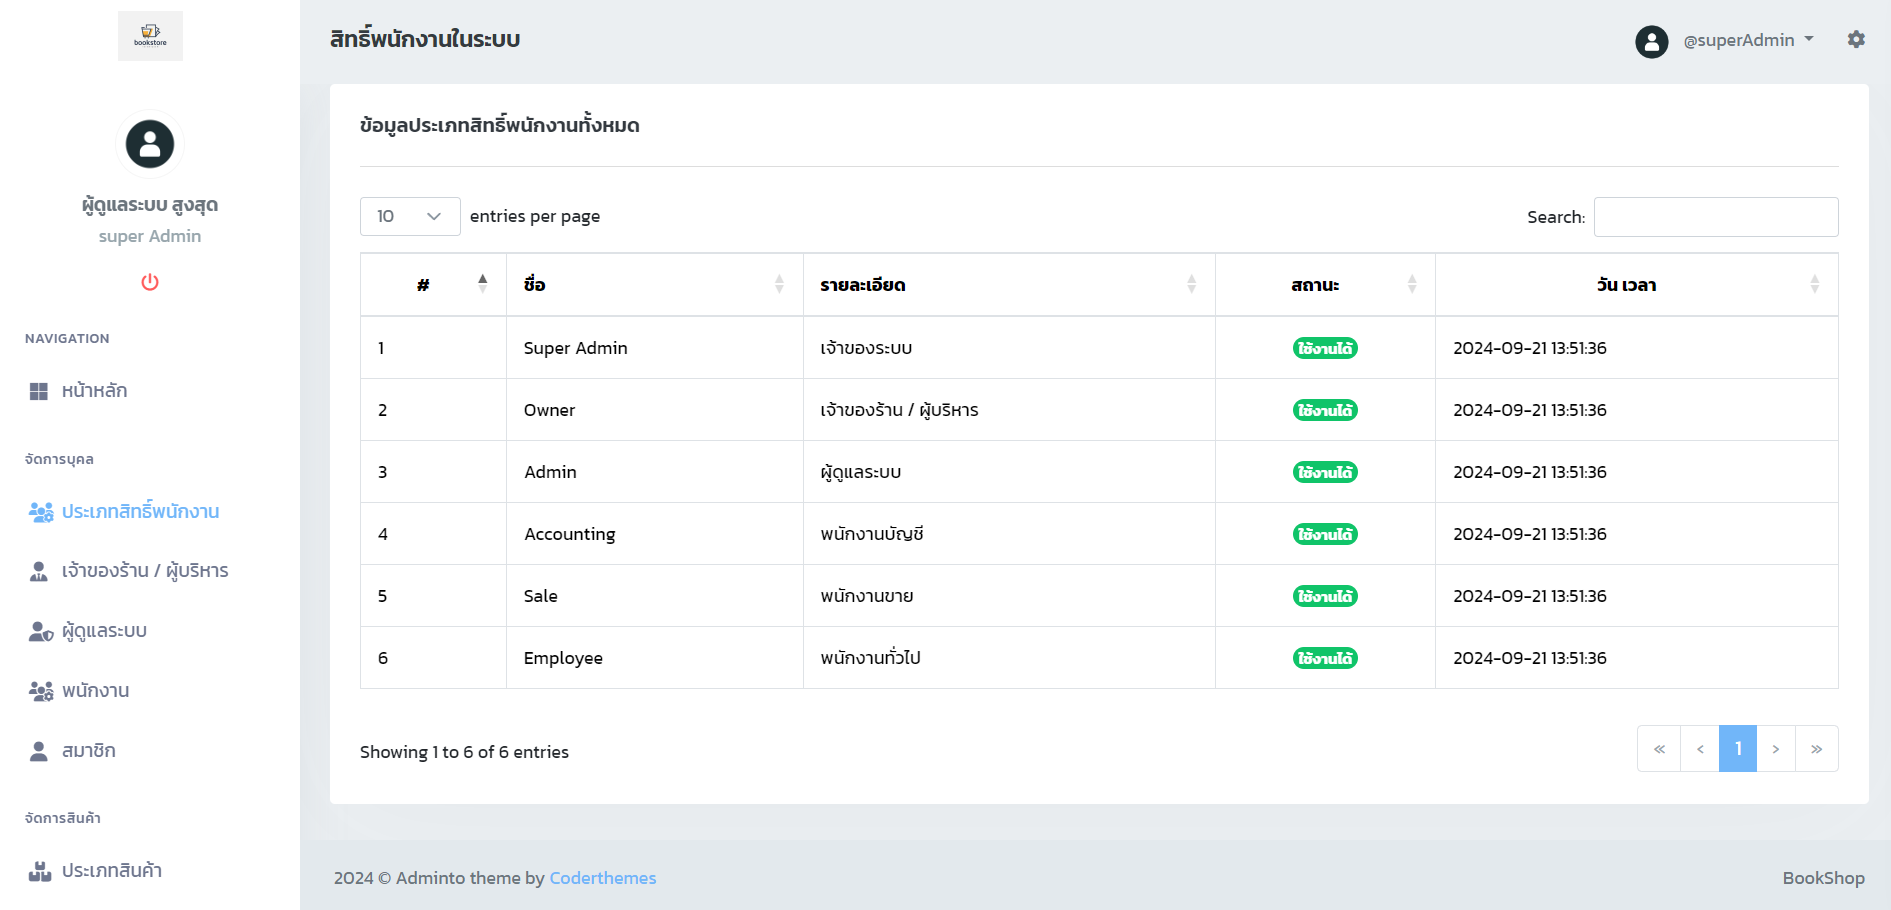 bookstore
ผู้ดูแลระบบ สูงสุด
super Admin
NAVIGATION
หน้าหลัก
จัดการบุคล
ประเภทสิทธิ์พนักงาน
เจ้าของร้าน / ผู้บริหาร
ผู้ดูแลระบบ
พนักงาน
สมาชิก
จัดการสินค้า
ประเภทสินค้า
สิทธิ์พนักงานในระบบ
@superAdmin
ข้อมูลประเภทสิทธิ์พนักงานทั้งหมด
10 entries per page
Search:
# ชื่อ รายละเอียด สถานะ วัน เวลา
1 Super Admin เจ้าของระบบ ใช้งานได้ 2024-09-21 13:51:36
2 Owner เจ้าของร้าน / ผู้บริหาร ใช้งานได้ 2024-09-21 13:51:36
3 Admin ผู้ดูแลระบบ ใช้งานได้ 2024-09-21 13:51:36
4 Accounting พนักงานบัญชี ใช้งานได้ 2024-09-21 13:51:36
5 Sale พนักงานขาย ใช้งานได้ 2024-09-21 13:51:36
6 Employee พนักงานทั่วไป ใช้งานได้ 2024-09-21 13:51:36
Showing 1 to 6 of 6 entries
« ‹ 1 › »
2024 © Adminto theme by Coderthemes
BookShop